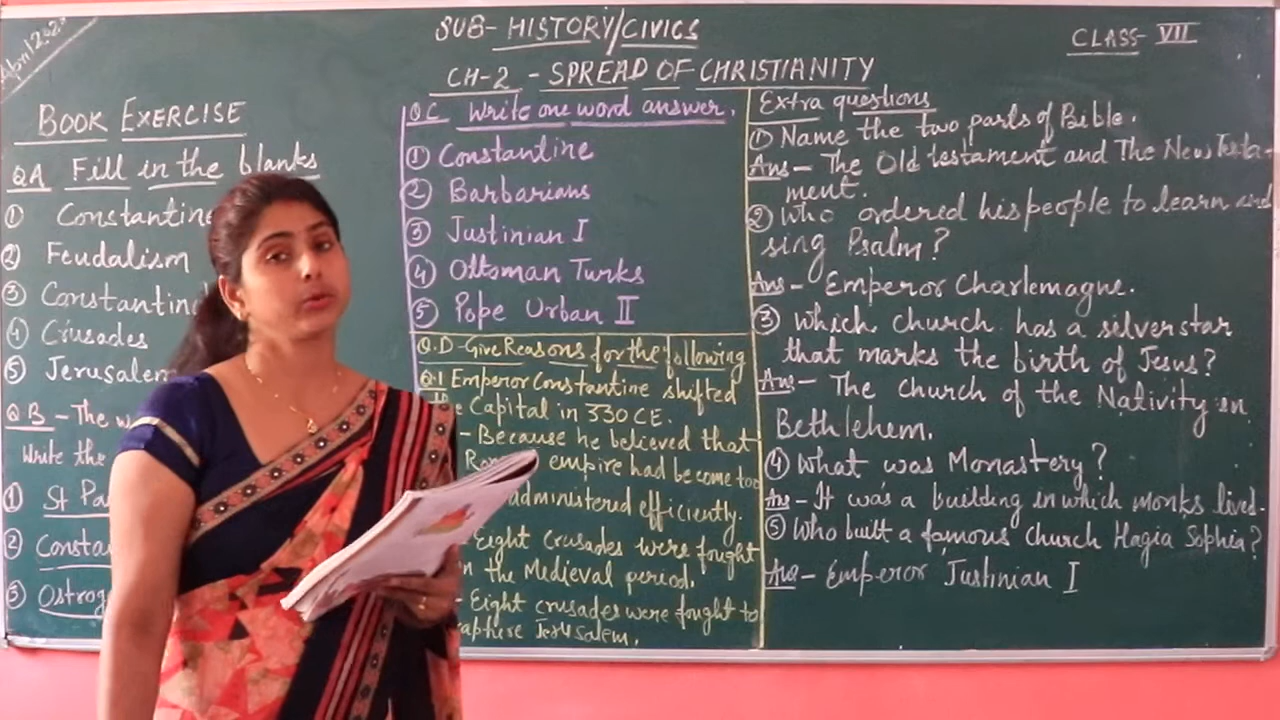 SUB- HISTORY/CIVICS
CLASS- VII
CH-2 - SPREAD OF CHRISTIANITY
BOOK EXERCISE
QA Fill in the blanks
① Constantine
② Feudalism
③
④ Crusades
⑤ Jerusalem
QB - The
Write the
① St
②
③
QC Write one word answer.
① Constantine
② Barbarians
③ Justinian I
④ Ottoman Turks
⑤ Pope Urban II
Q.D - Give Reasons for the following
Q.1 Emperor Constantine shifted
Capital in 330 CE.
- Because he believed that
empire had become too
administered efficiently.
Eight crusades were fought
the Medieval period.
- Eight crusades were fought to
Jerusalem.
Extra questions
① Name the two parts of Bible.
Ans - The Old testament and The New Testa-
ment.
② Who ordered his people to learn and
sing Psalm?
Ans - Emperor Charlemagne.
③ Which church has a silver star
that marks the birth of Jesus?
Ans - The church of the Nativity in
Bethlehem.
④ What was Monastery?
Ans - It was a building in which monks lived.
⑤ Who built a famous church Hagia Sophia?
Ans - Emperor Justinian I